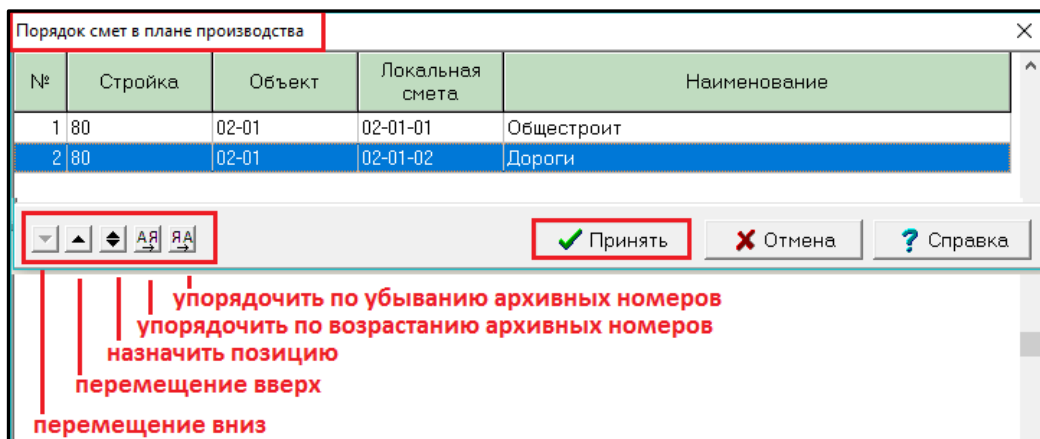 Порядок смет в плане производства
№ Стройка Объект Локальная смета Наименование
1 80 02-01 02-01-01 Общестроит
2 80 02-01 02-01-02 Дороги
АЯ ЯА Принять Отмена ? Справка
упорядочить по убыванию архивных номеров
упорядочить по возрастанию архивных номеров
назначить позицию
перемещение вверх
перемещение вниз